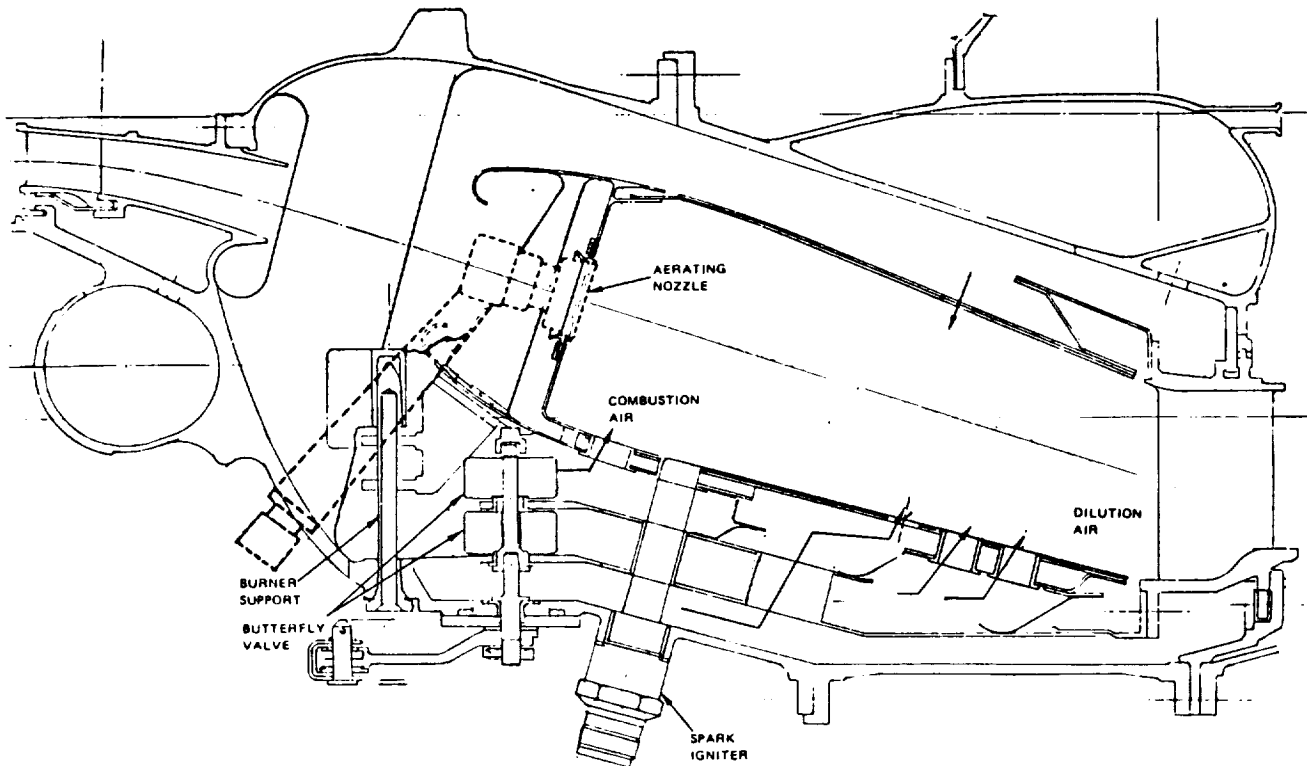 AERATING
NOZZLE
COMBUSTION
AIR
DILUTION
AIR
BURNER
SUPPORT
BUTTERFLY
VALVE
SPARK
IGNITER